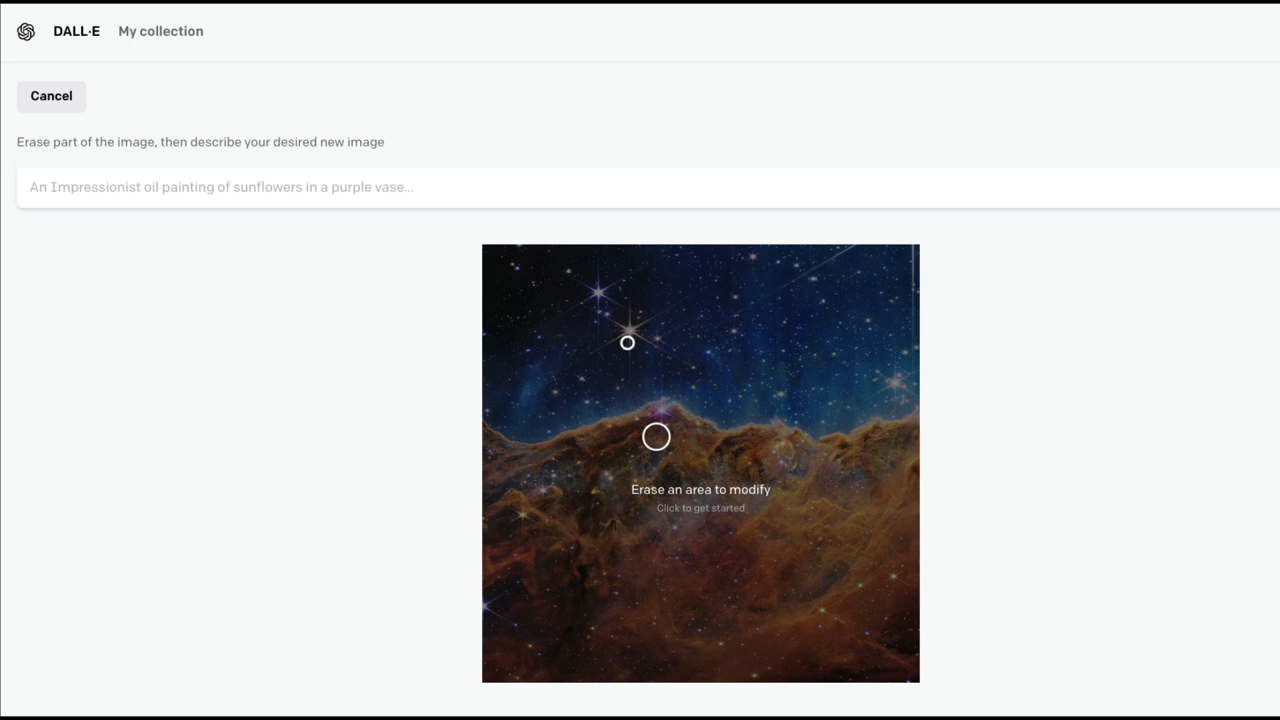 DALL·E My collection
Cancel
Erase part of the image, then describe your desired new image
An Impressionist oil painting of sunflowers in a purple vase...
Erase an area to modify
Click to get started